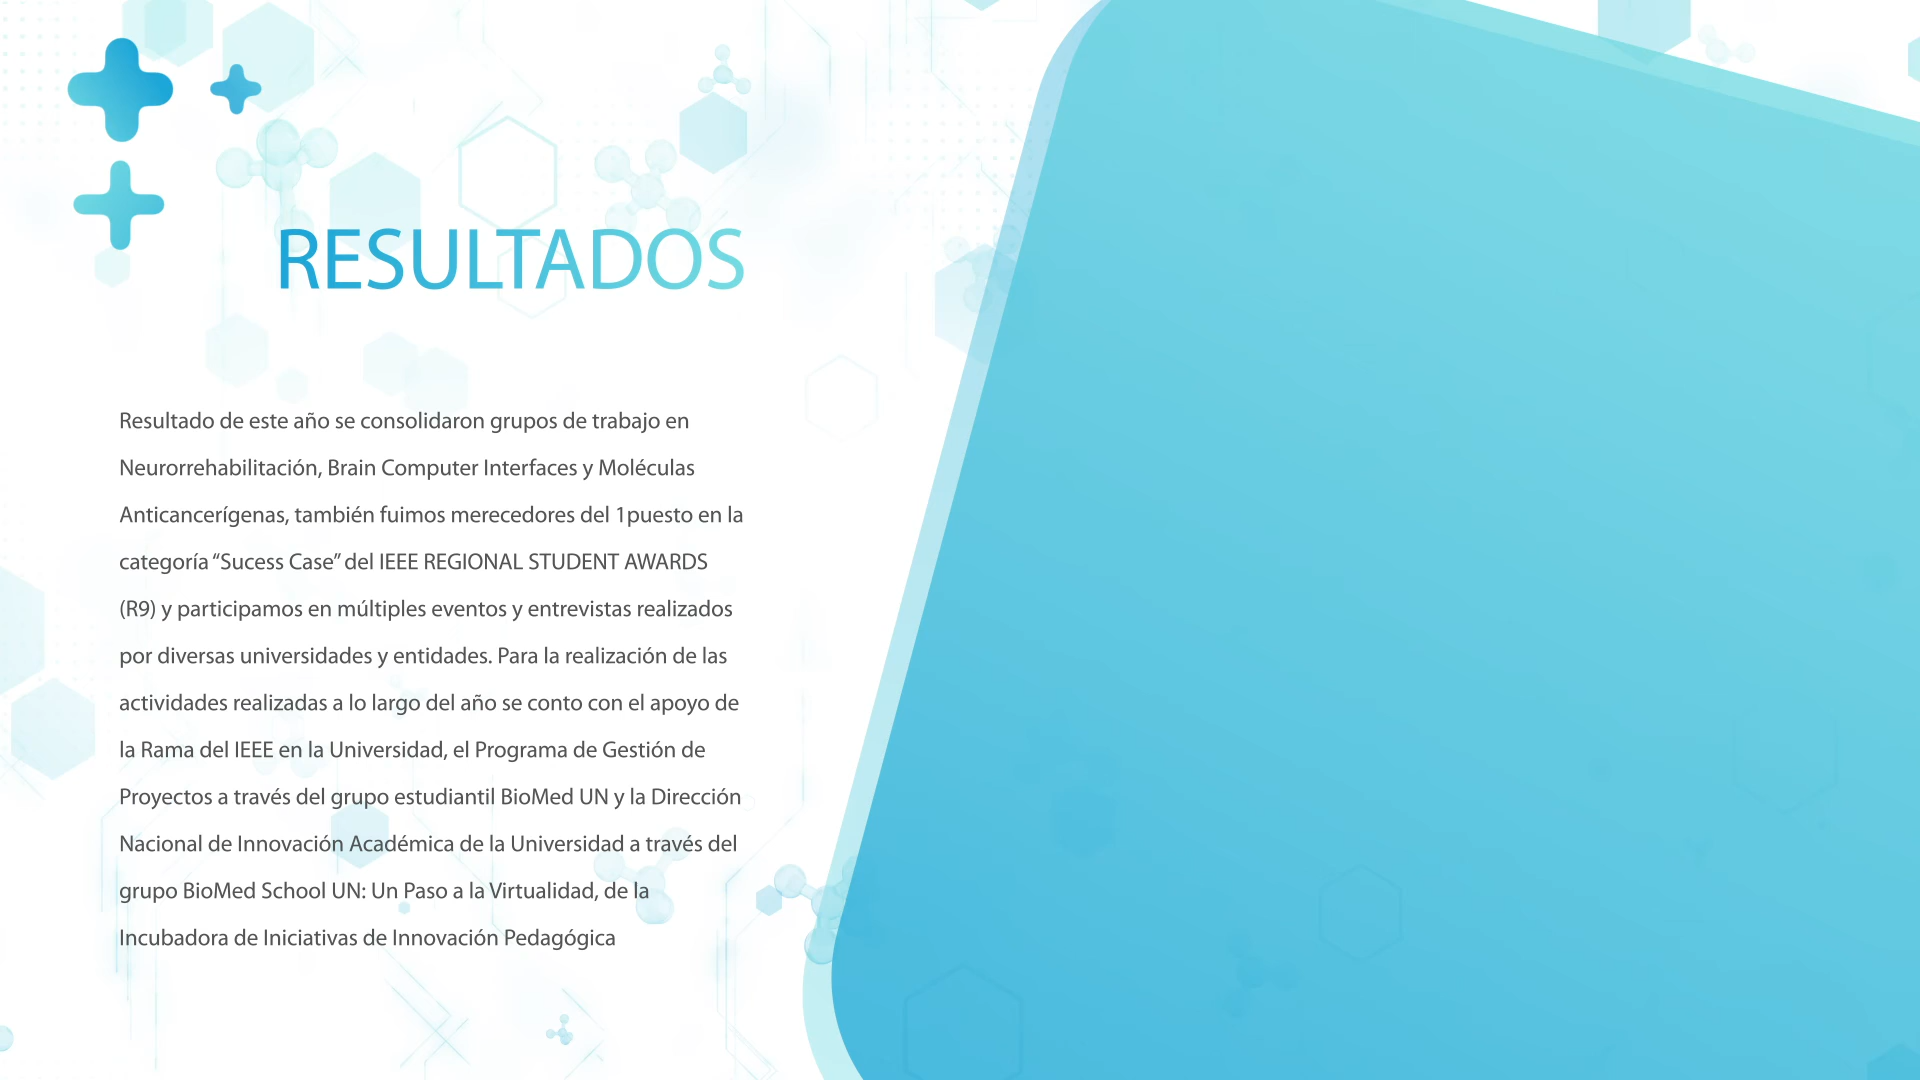 RESULTADOS
Resultado de este año se consolidaron grupos de trabajo en
Neurorrehabilitación, Brain Computer Interfaces y Moléculas
Anticancerígenas, también fuimos merecedores del 1puesto en la
categoría “Sucess Case” del IEEE REGIONAL STUDENT AWARDS
(R9) y participamos en múltiples eventos y entrevistas realizados
por diversas universidades y entidades. Para la realización de las
actividades realizadas a lo largo del año se conto con el apoyo de
la Rama del IEEE en la Universidad, el Programa de Gestión de
Proyectos a través del grupo estudiantil BioMed UN y la Dirección
Nacional de Innovación Académica de la Universidad a través del
grupo BioMed School UN: Un Paso a la Virtualidad, de la
Incubadora de Iniciativas de Innovación Pedagógica